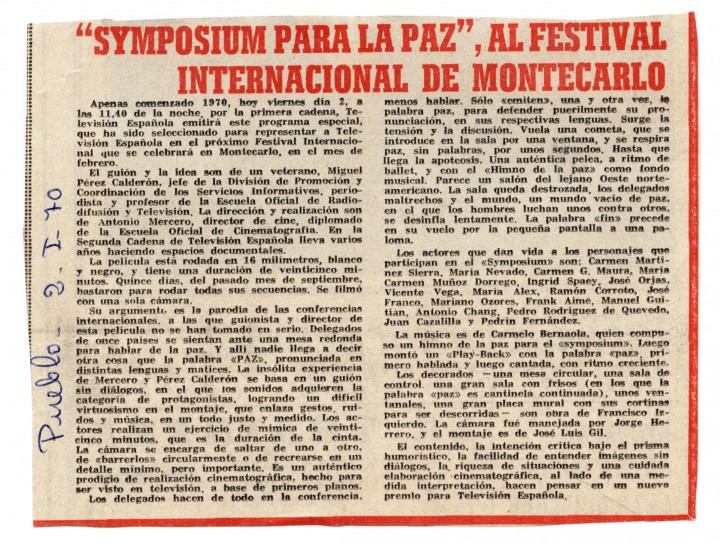 “SYMPOSIUM PARA LA PAZ”, AL FESTIVAL
INTERNACIONAL DE MONTECARLO
Pueblo - 2 - I - 70
Apenas comenzado 1970, hoy viernes día 2, a
las 11,40 de la noche, por la primera cadena, Te-
levisión Española emitirá este programa especial,
que ha sido seleccionado para representar a Tele-
visión Española en el próximo Festival Internacio-
nal que se celebrará en Montecarlo, en el mes de
febrero.
El guión y la idea son de un veterano, Miguel
Pérez Calderón, jefe de la División de Promoción y
Coordinación de los Servicios Informativos, perio-
dista y profesor de la Escuela Oficial de Radio-
difusión y Televisión. La dirección y realización son
de Antonio Mercero, director de cine, diplomado
de la Escuela Oficial de Cinematografía. En la
Segunda Cadena de Televisión Española lleva varios
años haciendo espacios documentales.
La película está rodada en 16 milímetros, blanco
y negro, y tiene una duración de veinticinco mi-
nutos. Quince días, del pasado mes de septiembre,
bastaron para rodar todas sus secuencias. Se filmó
con una sola cámara.
Su argumento es la parodia de las conferencias
internacionales, a las que guionista y director de
esta película no se han tomado en serio. Delegados
de once países se sientan ante una mesa redonda
para hablar de la paz. Y allí nadie llega a decir
otra cosa que la palabra «PAZ», pronunciada en
distintas lenguas y matices. La insólita experiencia
de Mercero y Pérez Calderón se basa en un guión
sin diálogos, en el que los sonidos adquieren la
categoría de protagonistas, logrando un difícil
virtuosismo en el montaje, que enlaza gestos, rui-
dos y música, en un todo justo y medido. Los ac-
tores realizan un ejercicio de mímica de veinti-
cinco minutos, que es la duración de la cinta.
La cámara se encarga de saltar de uno a otro,
de «barrerlos» circularmente o de recrearse en un
detalle mínimo, pero importante. Es un auténtico
prodigio de realización cinematográfica, hecho para
ser visto en televisión, a base de primeros planos.
Los delegados hacen de todo en la conferencia,
menos hablar. Sólo «emiten», una y otra vez, la
palabra paz, para defender puerilmente su pro-
nunciación, en sus respectivas lenguas. Surge la
tensión y la discusión. Vuela una cometa, que se
introduce en la sala por una ventana, y se respira
paz, sin palabras, por unos segundos. Hasta que
llega la apoteosis. Una auténtica pelea, a ritmo de
ballet, y con el «Himno de la paz» como fondo
musical. Parece un salón del lejano Oeste norte-
americano. La sala queda destrozada, los delegados
maltrechos y el mundo, un mundo vacío de paz,
en el que los hombres luchan unos contra otros,
se desinfla lentamente. La palabra «fin» precede
en su vuelo por la pequeña pantalla a una pa-
loma.
Los actores que dan vida a los personajes que
participan en el «Symposium» son: Carmen Martí-
nez Sierra, María Nevado, Carmen G. Maura, María
Carmen Muñoz Dorrego, Ingrid Spaey, José Orjas,
Vicente Vega, María Alex, Ramón Corroto, José
Franco, Mariano Ozores, Frank Aimé, Manuel Gui-
tián, Antonio Chang, Pedro Rodríguez de Quevedo,
Juan Cazalilla y Pedrín Fernández.
La música es de Carmelo Bernaola, quien compu-
so un himno de la paz para el «symposium». Luego
montó un «Play-Back» con la palabra «paz», pri-
mero hablada y luego cantada, con ritmo creciente.
Los decorados — una mesa circular, una sala de
control, una gran sala con frisos (en los que la
palabra «paz» es cantinela continuada), unos ven-
tanales, una gran placa mural con sus cortinas
para ser descorridas — son obra de Francisco Iz-
quierdo. La cámara fue manejada por Jorge He-
rrero, y el montaje es de José Luis Gil.
El contenido, la intención crítica bajo el prisma
humorístico, la facilidad de entender imágenes sin
diálogos, la riqueza de situaciones y una cuidada
elaboración cinematográfica, al lado de una me-
dida interpretación, hacen pensar en un nuevo
premio para Televisión Española.